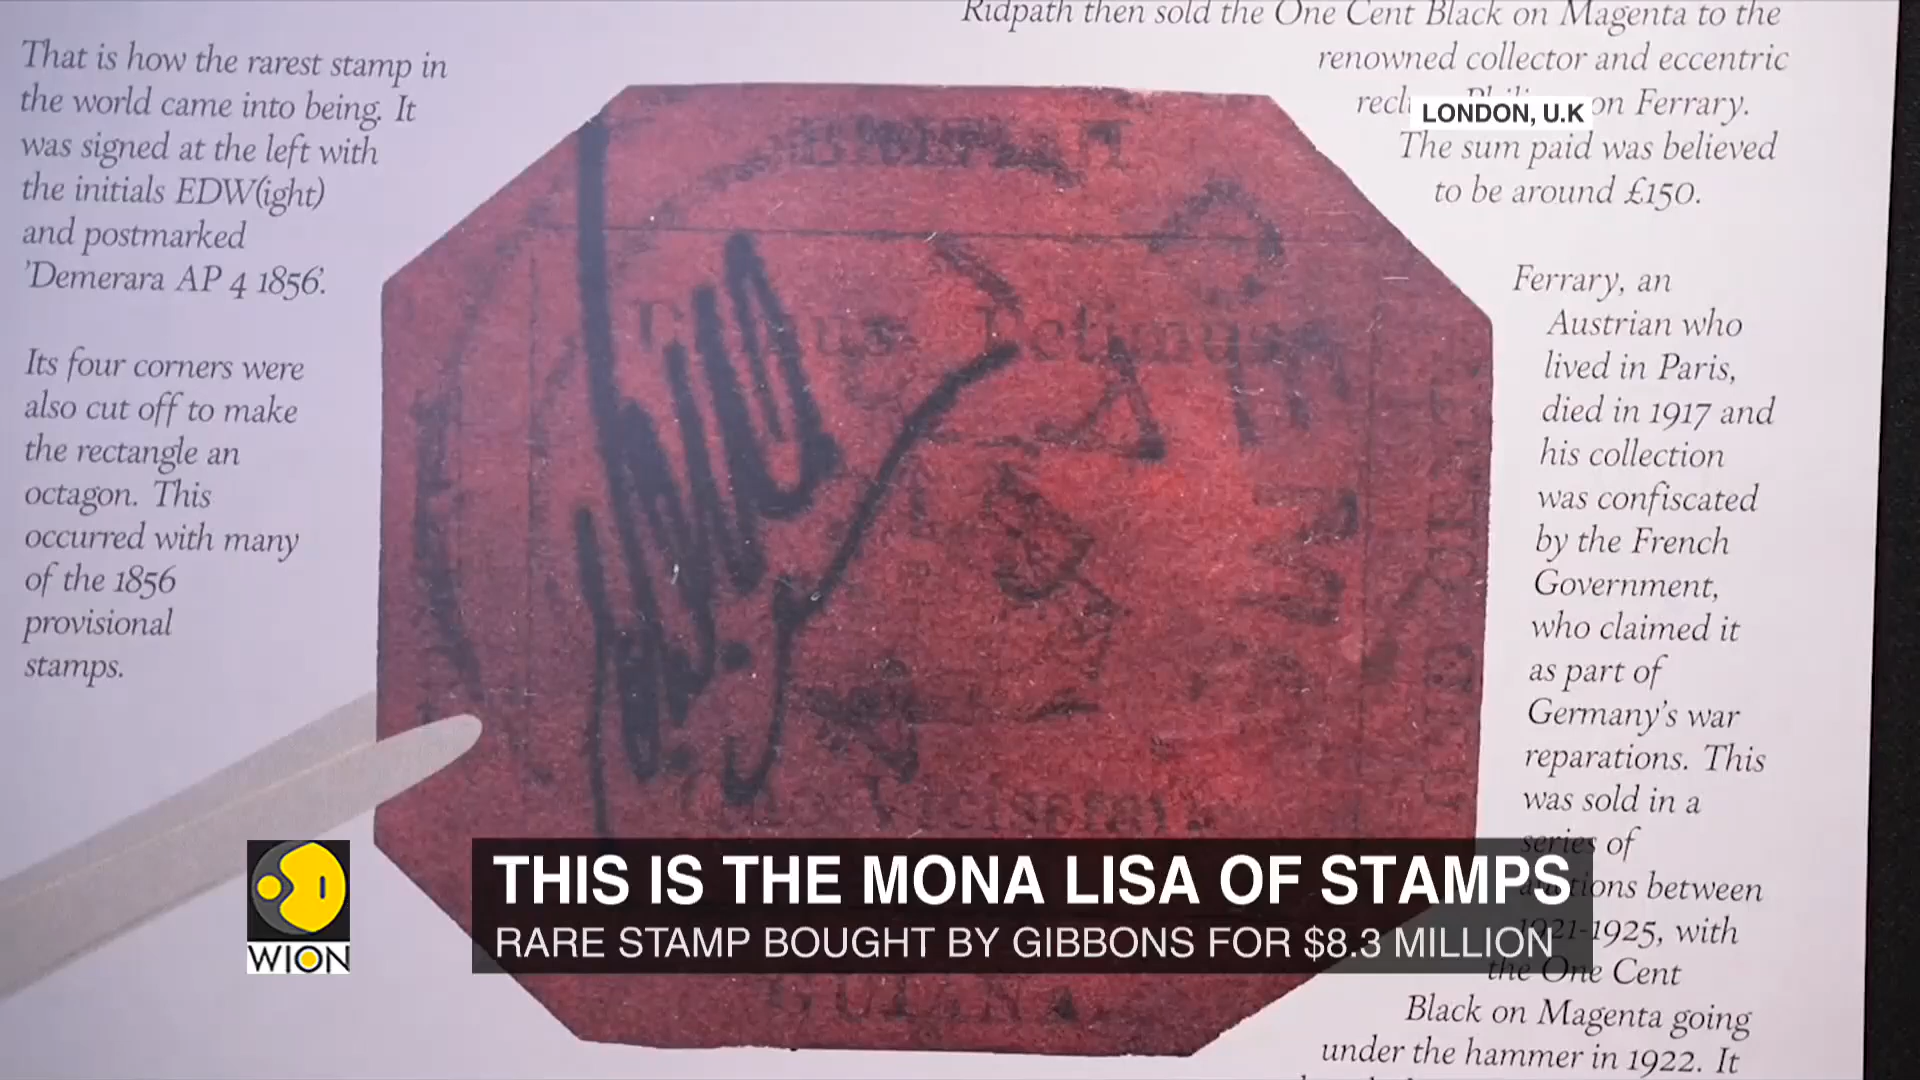 That is how the rarest stamp in
the world came into being. It
was signed at the left with
the initials EDW(ight)
and postmarked
'Demerara AP 4 1856'.
Its four corners were
also cut off to make
the rectangle an
octagon. This
occurred with many
of the 1856
provisional
stamps.
Ridpath then sold the One Cent Black on Magenta to the
renowned collector and eccentric
on Ferrary.
The sum paid was believed
to be around £150.
Ferrary, an
Austrian who
lived in Paris,
died in 1917 and
his collection
was confiscated
by the French
Government,
who claimed it
as part of
Germany's war
reparations. This
was sold in a
series of
between
1921-1925, with
the One Cent
Black on Magenta going
under the hammer in 1922. It
LONDON, U.K
GUIANA.
THIS IS THE MONA LISA OF STAMPS
RARE STAMP BOUGHT BY GIBBONS FOR $8.3 MILLION
WION